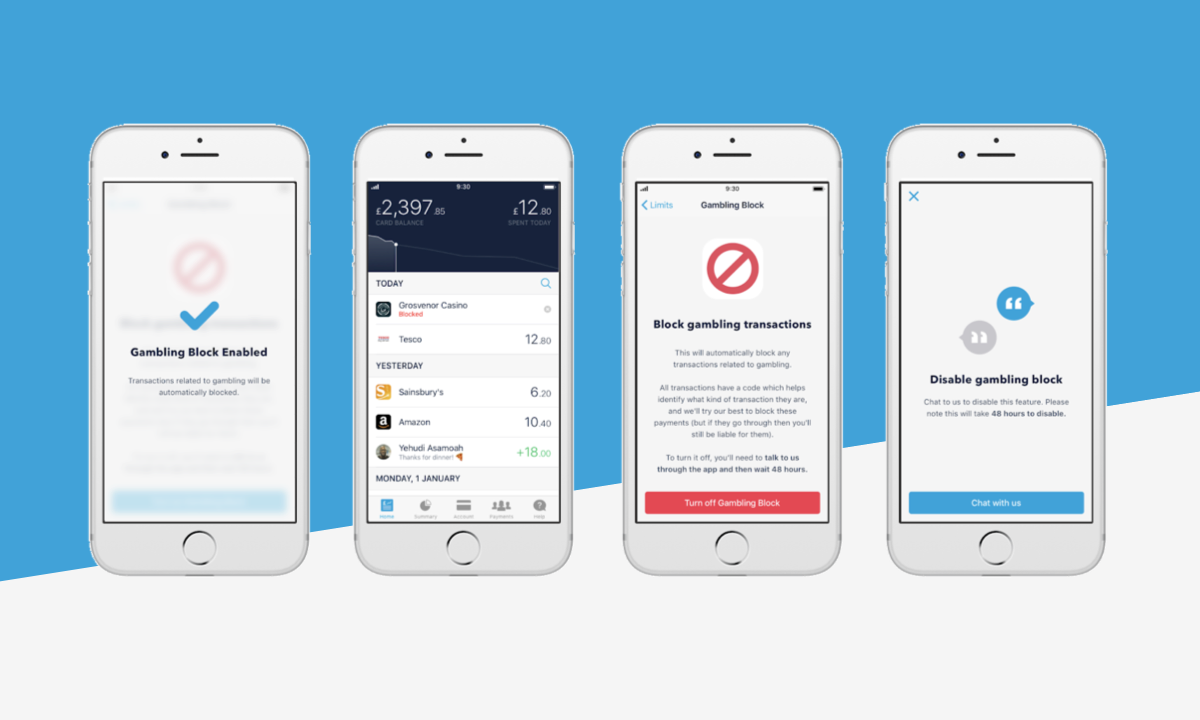 Gambling Block Enabled
Transactions related to gambling will be
automatically blocked.
9:30
£2,397.85
£12.80
CARD BALANCE
SPENT TODAY
TODAY
Grosvenor Casino
Blocked
Tesco
12.80
YESTERDAY
Sainsbury's
6.20
a
Amazon
10.40
Yehudi Asamoah
Thanks for dinner!
+18.00
MONDAY, 1 JANUARY
Home
Summary
Account
Payments
Help
9:30
Limits
Gambling Block
Block gambling transactions
This will automatically block any
transactions related to gambling.
All transactions have a code which helps
identify what kind of transaction they are,
and we'll try our best to block these
payments (but if they go through then you'll
still be liable for them).
To turn it off, you'll need to talk to us
through the app and then wait 48 hours.
Turn off Gambling Block
Disable gambling block
Chat to us to disable this feature. Please
note this will take 48 hours to disable.
Chat with us